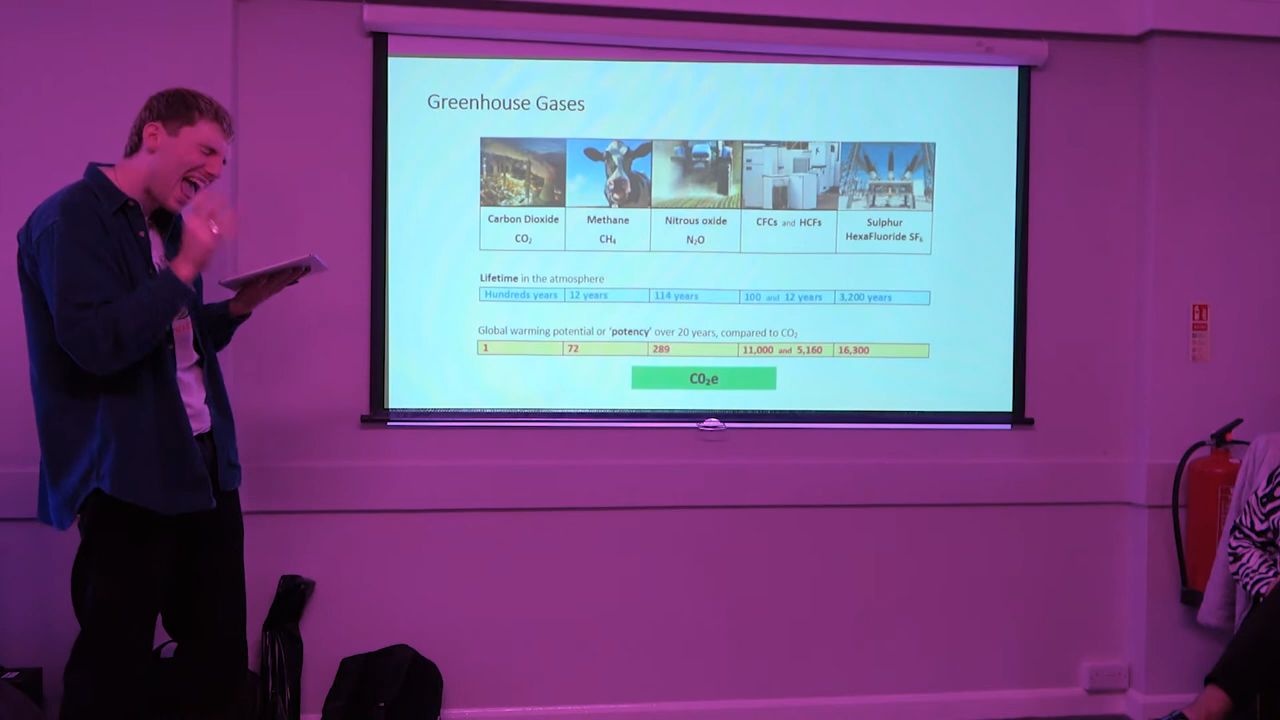 Greenhouse Gases
Carbon Dioxide
CO₂
Methane
CH₄
Nitrous oxide
N₂O
CFCs and HCFs
Sulphur
HexaFluoride SF₆
Lifetime in the atmosphere
Hundreds years 12 years 114 years 100 and 12 years 3,200 years
Global warming potential or ‘potency’ over 20 years, compared to CO₂
1 72 289 11,000 and 5,160 16,300
C0₂e